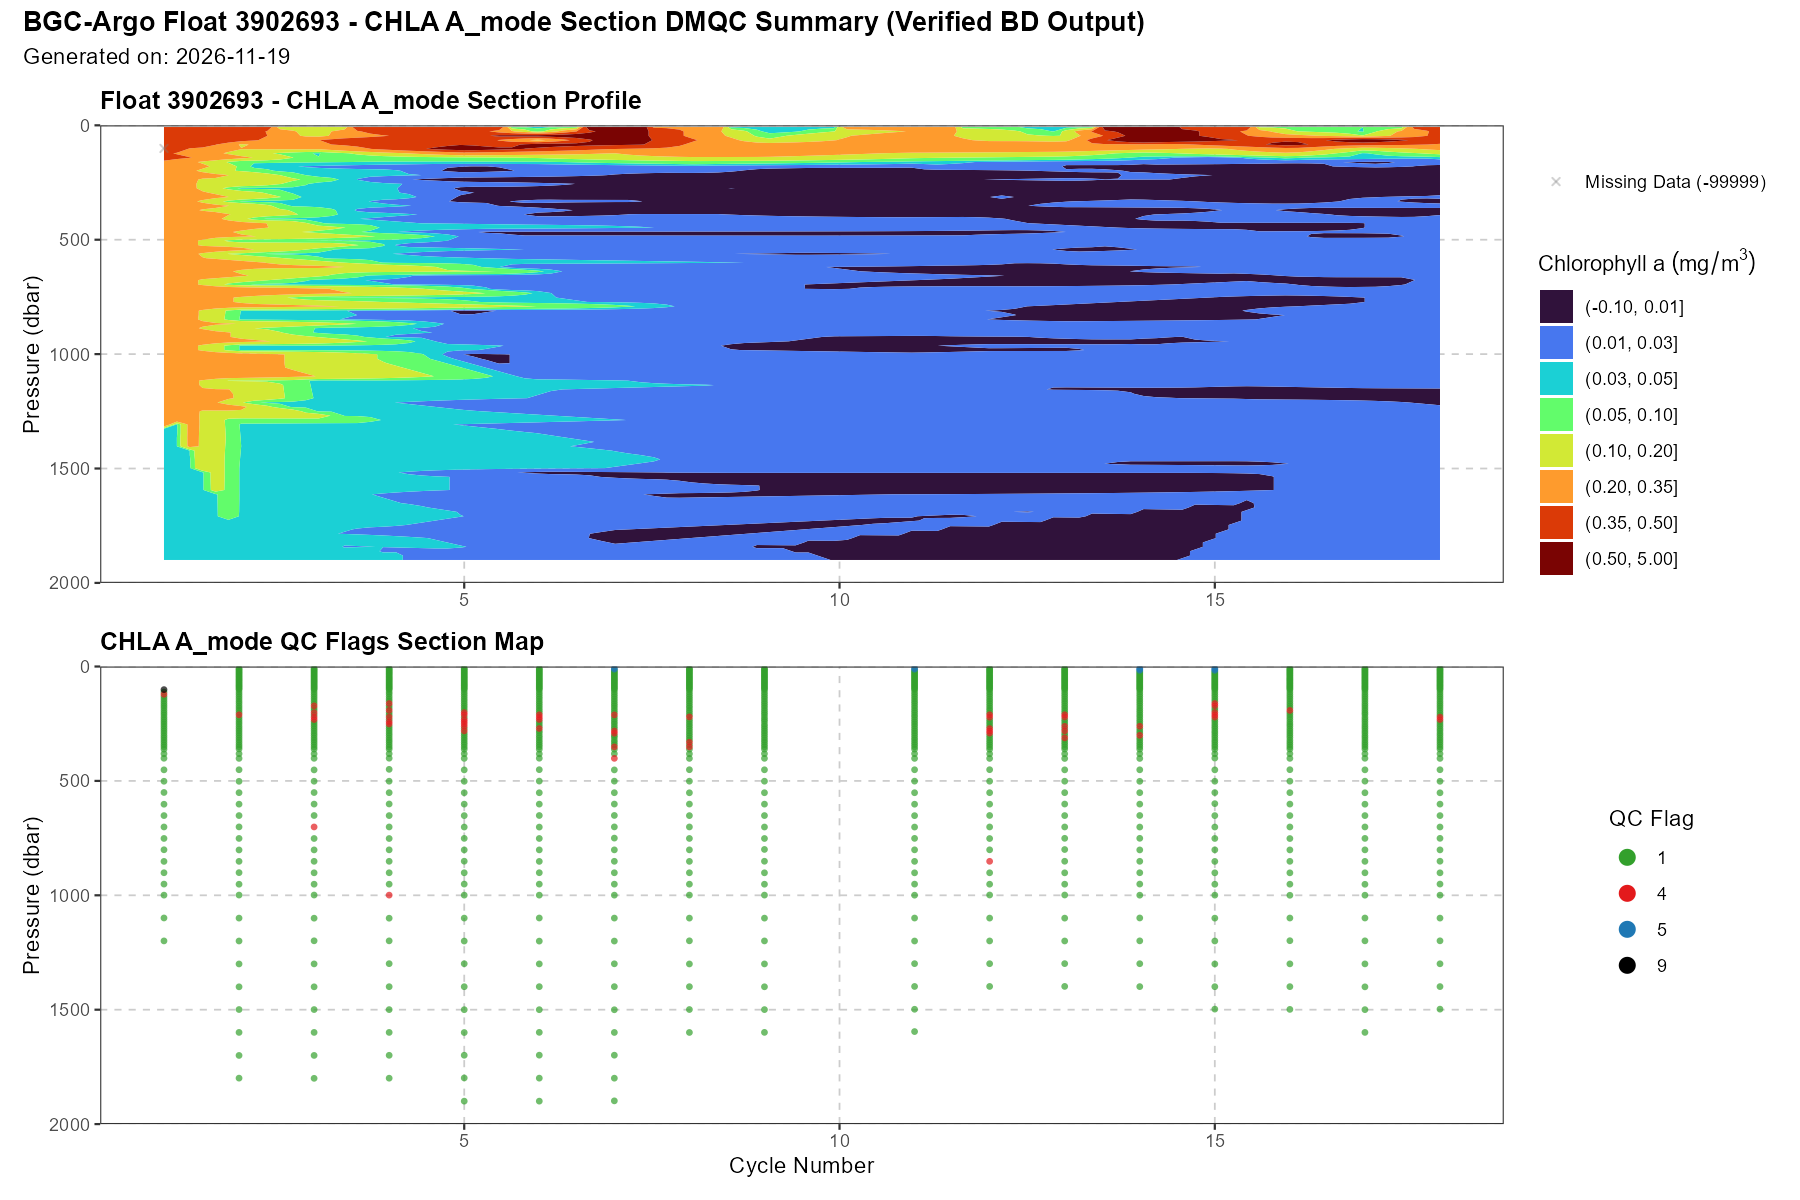 BGC-Argo Float 3902693 - CHLA A_mode Section DMQC Summary (Verified BD Output)
Generated on: 2026-11-19
Float 3902693 - CHLA A_mode Section Profile
Pressure (dbar)
0
500
1000
1500
2000
5
10
15
Missing Data (-99999)
Chlorophyll a (mg/m³)
(-0.10, 0.01]
(0.01, 0.03]
(0.03, 0.05]
(0.05, 0.10]
(0.10, 0.20]
(0.20, 0.35]
(0.35, 0.50]
(0.50, 5.00]
CHLA A_mode QC Flags Section Map
Pressure (dbar)
0
500
1000
1500
2000
5
10
15
Cycle Number
QC Flag
1
4
5
9